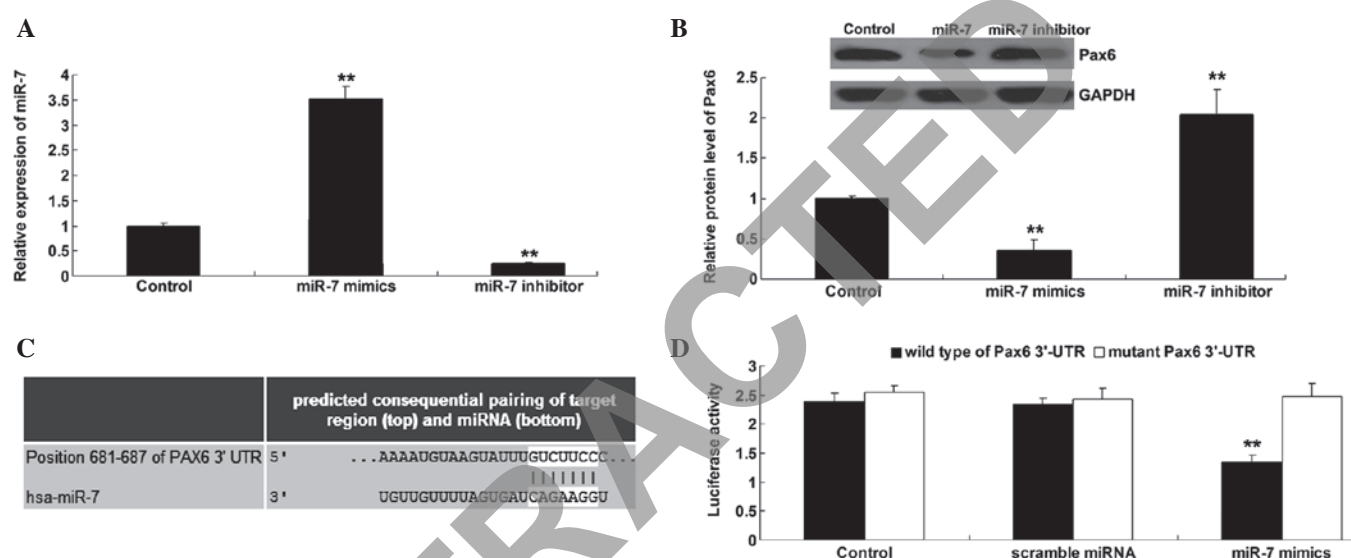 A
Relative expression of miR-7
4
3.5
3
2.5
2
1.5
1
0.5
0
**
**
Control
miR-7 mimics
miR-7 inhibitor
B
Control miR-7 miR-7 inhibitor
Pax6
GAPDH
Relative protein level of Pax6
2.5
2
1.5
1
0.5
0
**
**
Control
miR-7 mimics
miR-7 inhibitor
C
predicted consequential pairing of target
region (top) and miRNA (bottom)
Position 681-687 of PAX6 3' UTR 5' ...AAAAUGUAAGUAUUUGUCUUCCC...
hsa-miR-7 3' UGUUGUUUUAGUGAUCAGAAGGU
D
wild type of Pax6 3'-UTR mutant Pax6 3'-UTR
Luciferase activity
3
2.5
2
1.5
1
0.5
0
**
Control
scramble miRNA
miR-7 mimics
RACTED